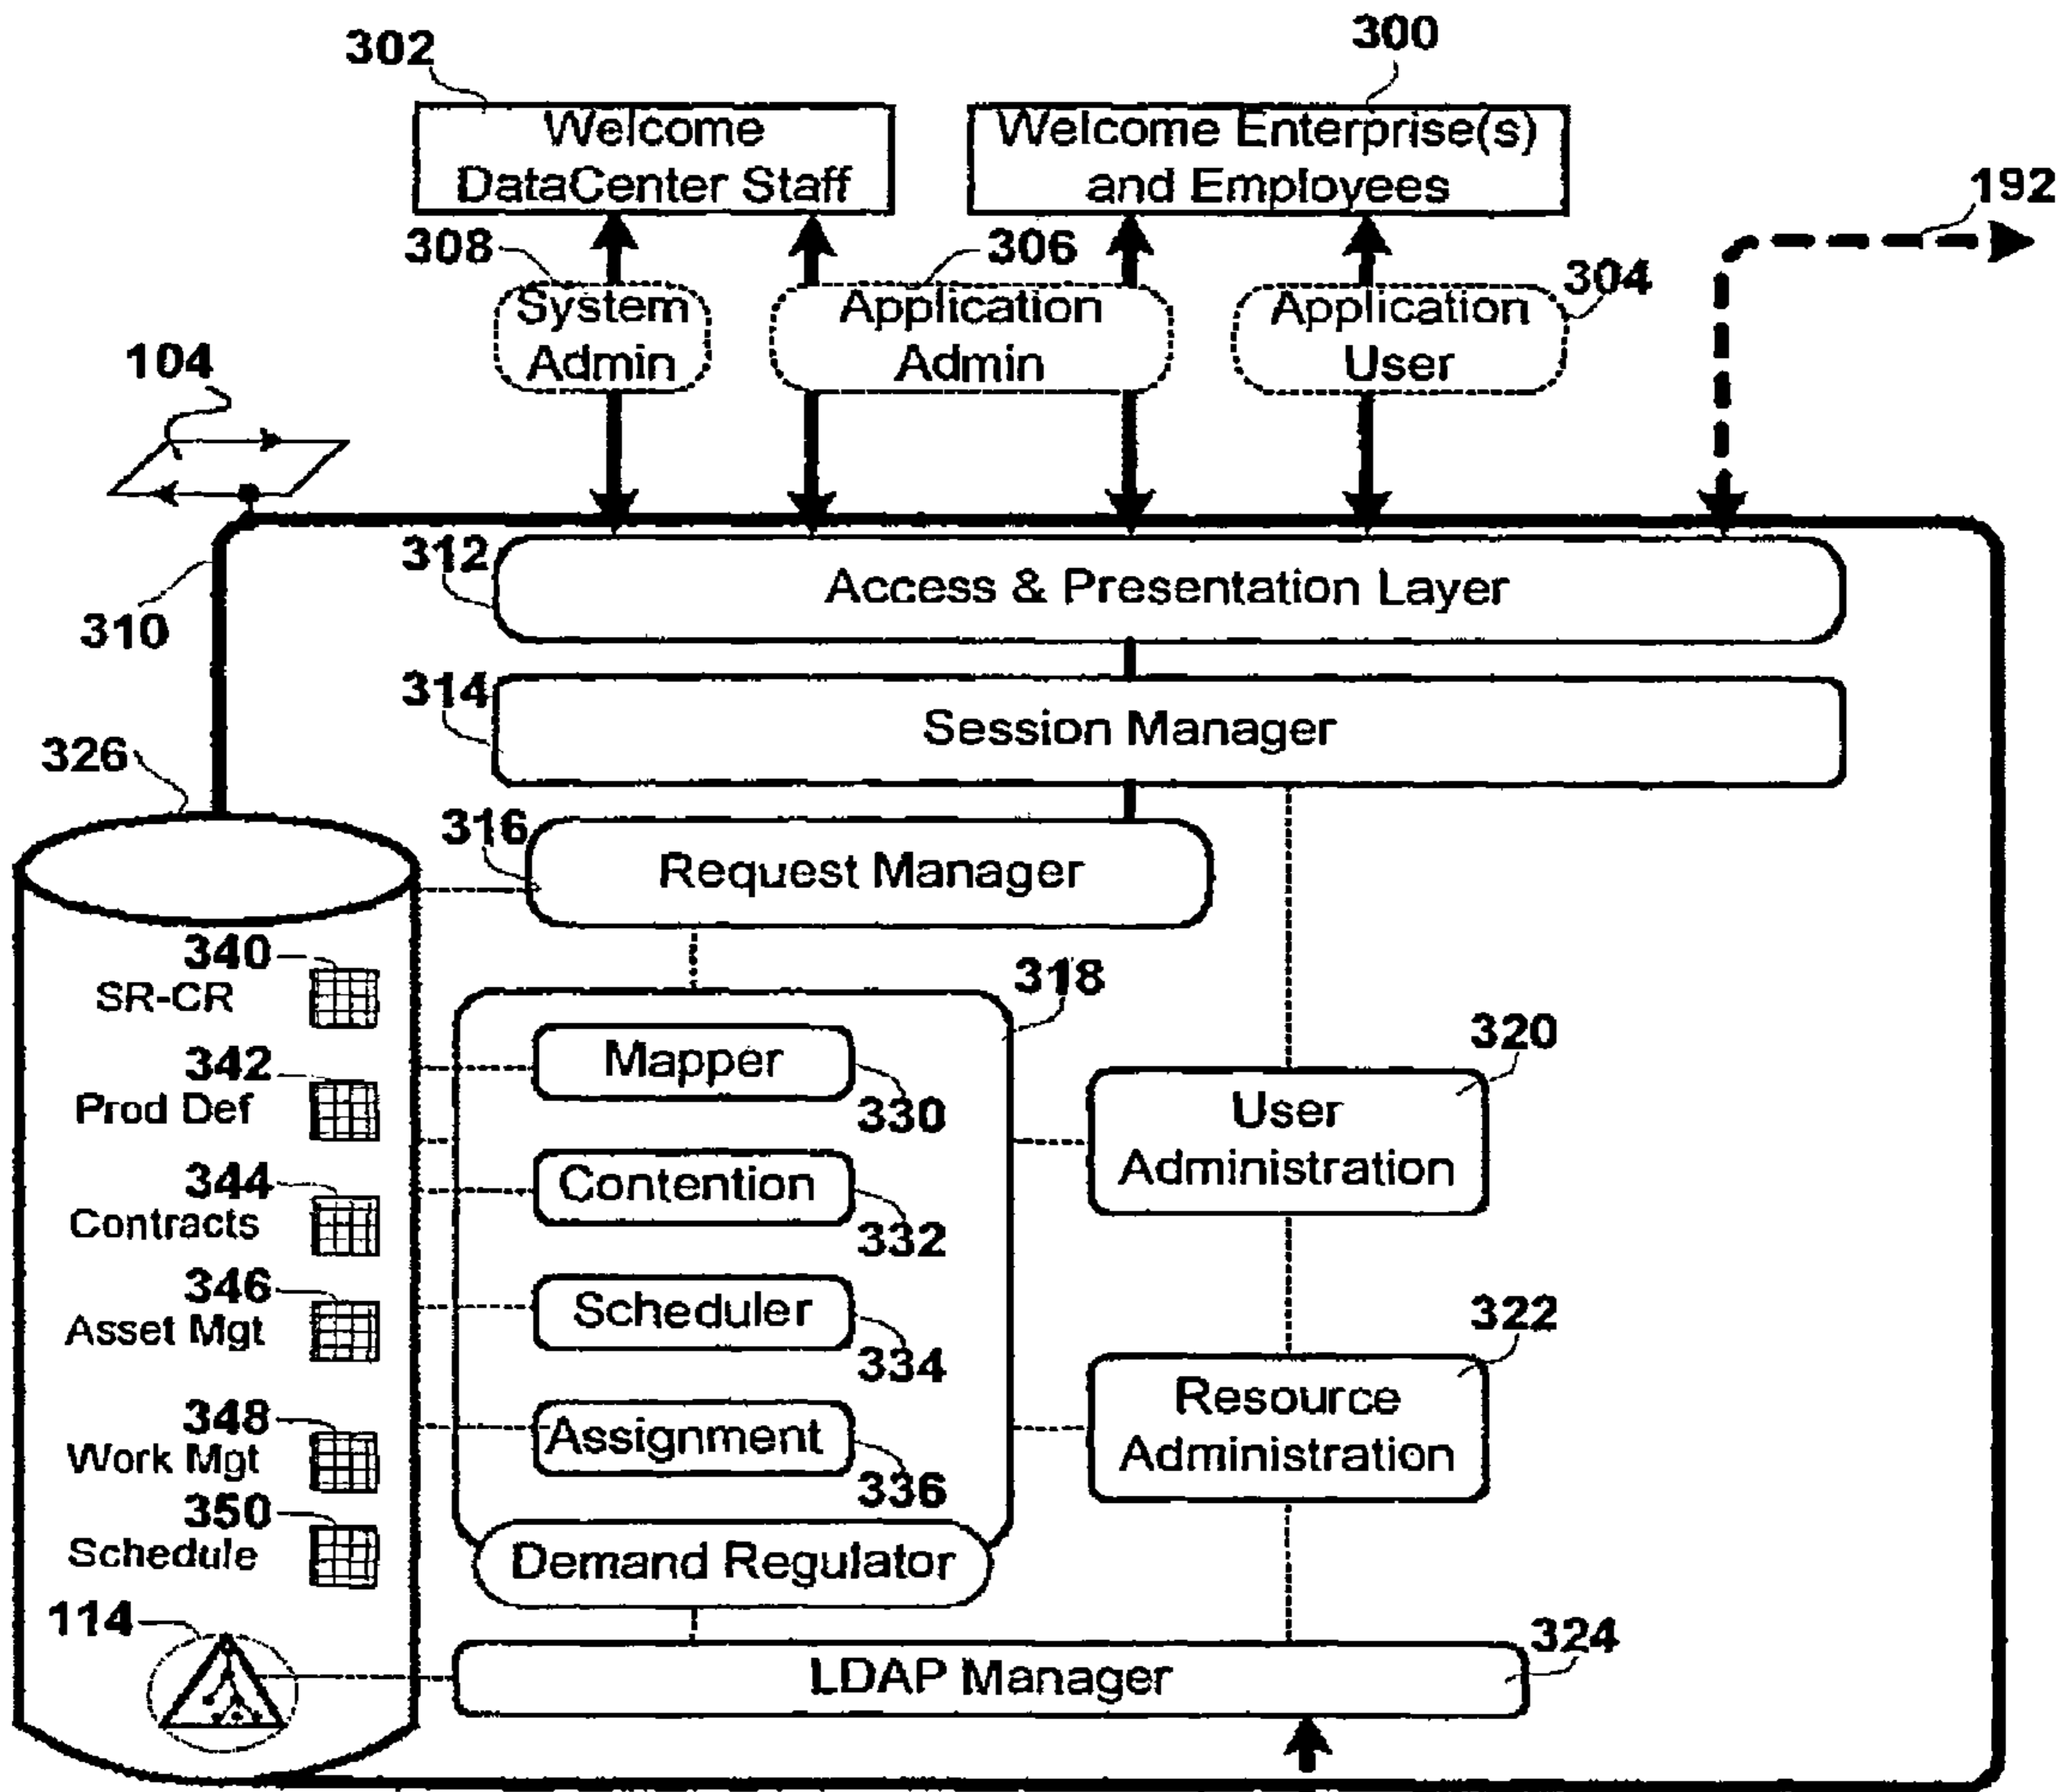 302
300
Welcome
DataCenter Staff
Welcome Enterprise(s)
and Employees
192
308
306
304
System
Admin
Application
Admin
Application
User
104
312
Access & Presentation Layer
310
314
Session Manager
326
316
Request Manager
340
SR-CR
318
Mapper
330
320
342
Prod Def
User
Administration
344
Contracts
Contention
332
346
Asset Mgt
Scheduler
334
322
348
Work Mgt
Assignment
336
Resource
Administration
350
Schedule
Demand Regulator
114
LDAP Manager
324